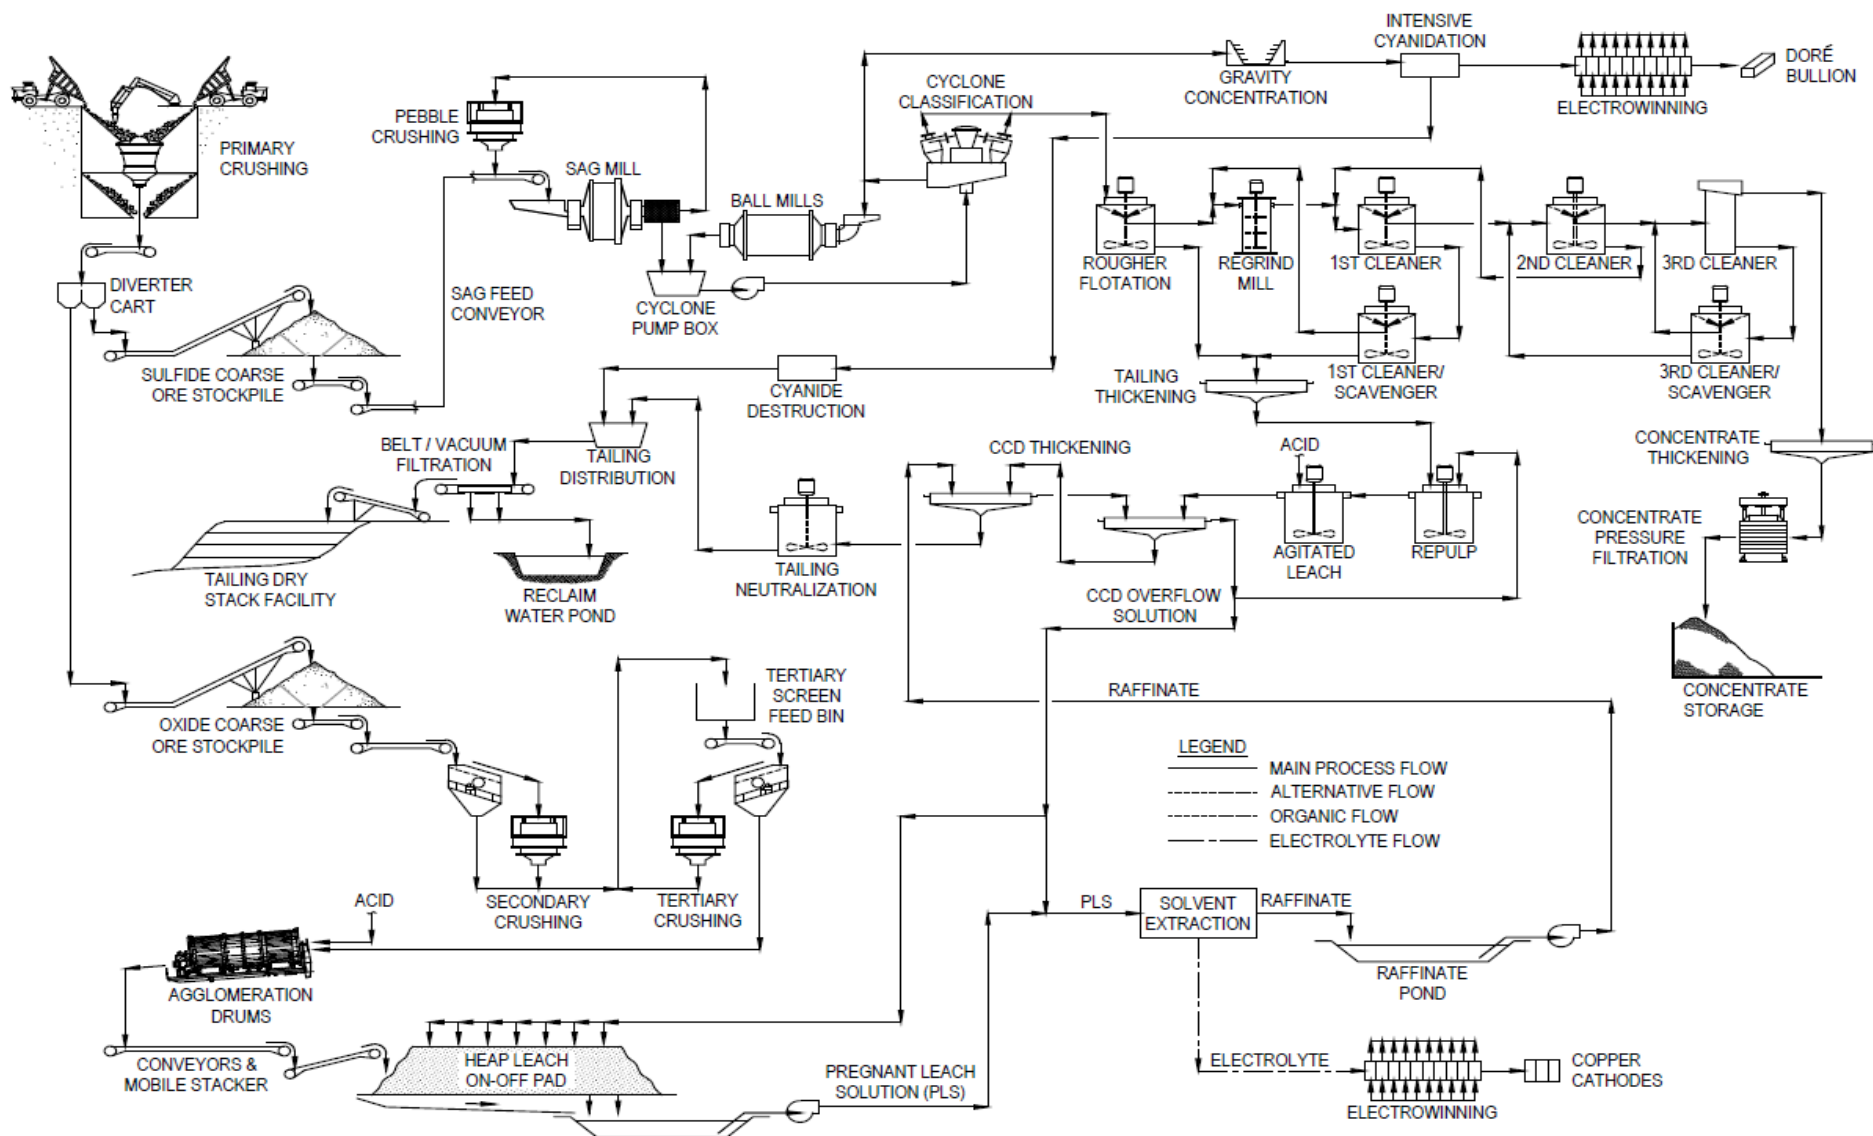 INTENSIVE
CYANIDATION
DORÉ
BULLION
GRAVITY
CONCENTRATION
ELECTROWINNING
CYCLONE
CLASSIFICATION
PEBBLE
CRUSHING
PRIMARY
CRUSHING
SAG MILL
BALL MILLS
ROUGHER
FLOTATION
REGRIND
MILL
1ST CLEANER
2ND CLEANER
3RD CLEANER
DIVERTER
CART
SAG FEED
CONVEYOR
CYCLONE
PUMP BOX
SULFIDE COARSE
ORE STOCKPILE
CYANIDE
DESTRUCTION
TAILING
THICKENING
1ST CLEANER/
SCAVENGER
3RD CLEANER/
SCAVENGER
BELT / VACUUM
FILTRATION
TAILING
DISTRIBUTION
CCD THICKENING
ACID
CONCENTRATE
THICKENING
CONCENTRATE
PRESSURE
FILTRATION
TAILING DRY
STACK FACILITY
RECLAIM
WATER POND
TAILING
NEUTRALIZATION
AGITATED
LEACH
REPULP
CCD OVERFLOW
SOLUTION
TERTIARY
SCREEN
FEED BIN
RAFFINATE
CONCENTRATE
STORAGE
OXIDE COARSE
ORE STOCKPILE
LEGEND
MAIN PROCESS FLOW
ALTERNATIVE FLOW
ORGANIC FLOW
ELECTROLYTE FLOW
ACID
SECONDARY
CRUSHING
TERTIARY
CRUSHING
PLS
SOLVENT
EXTRACTION
RAFFINATE
RAFFINATE
POND
AGGLOMERATION
DRUMS
CONVEYORS &
MOBILE STACKER
HEAP LEACH
ON-OFF PAD
PREGNANT LEACH
SOLUTION (PLS)
ELECTROLYTE
COPPER
CATHODES
ELECTROWINNING